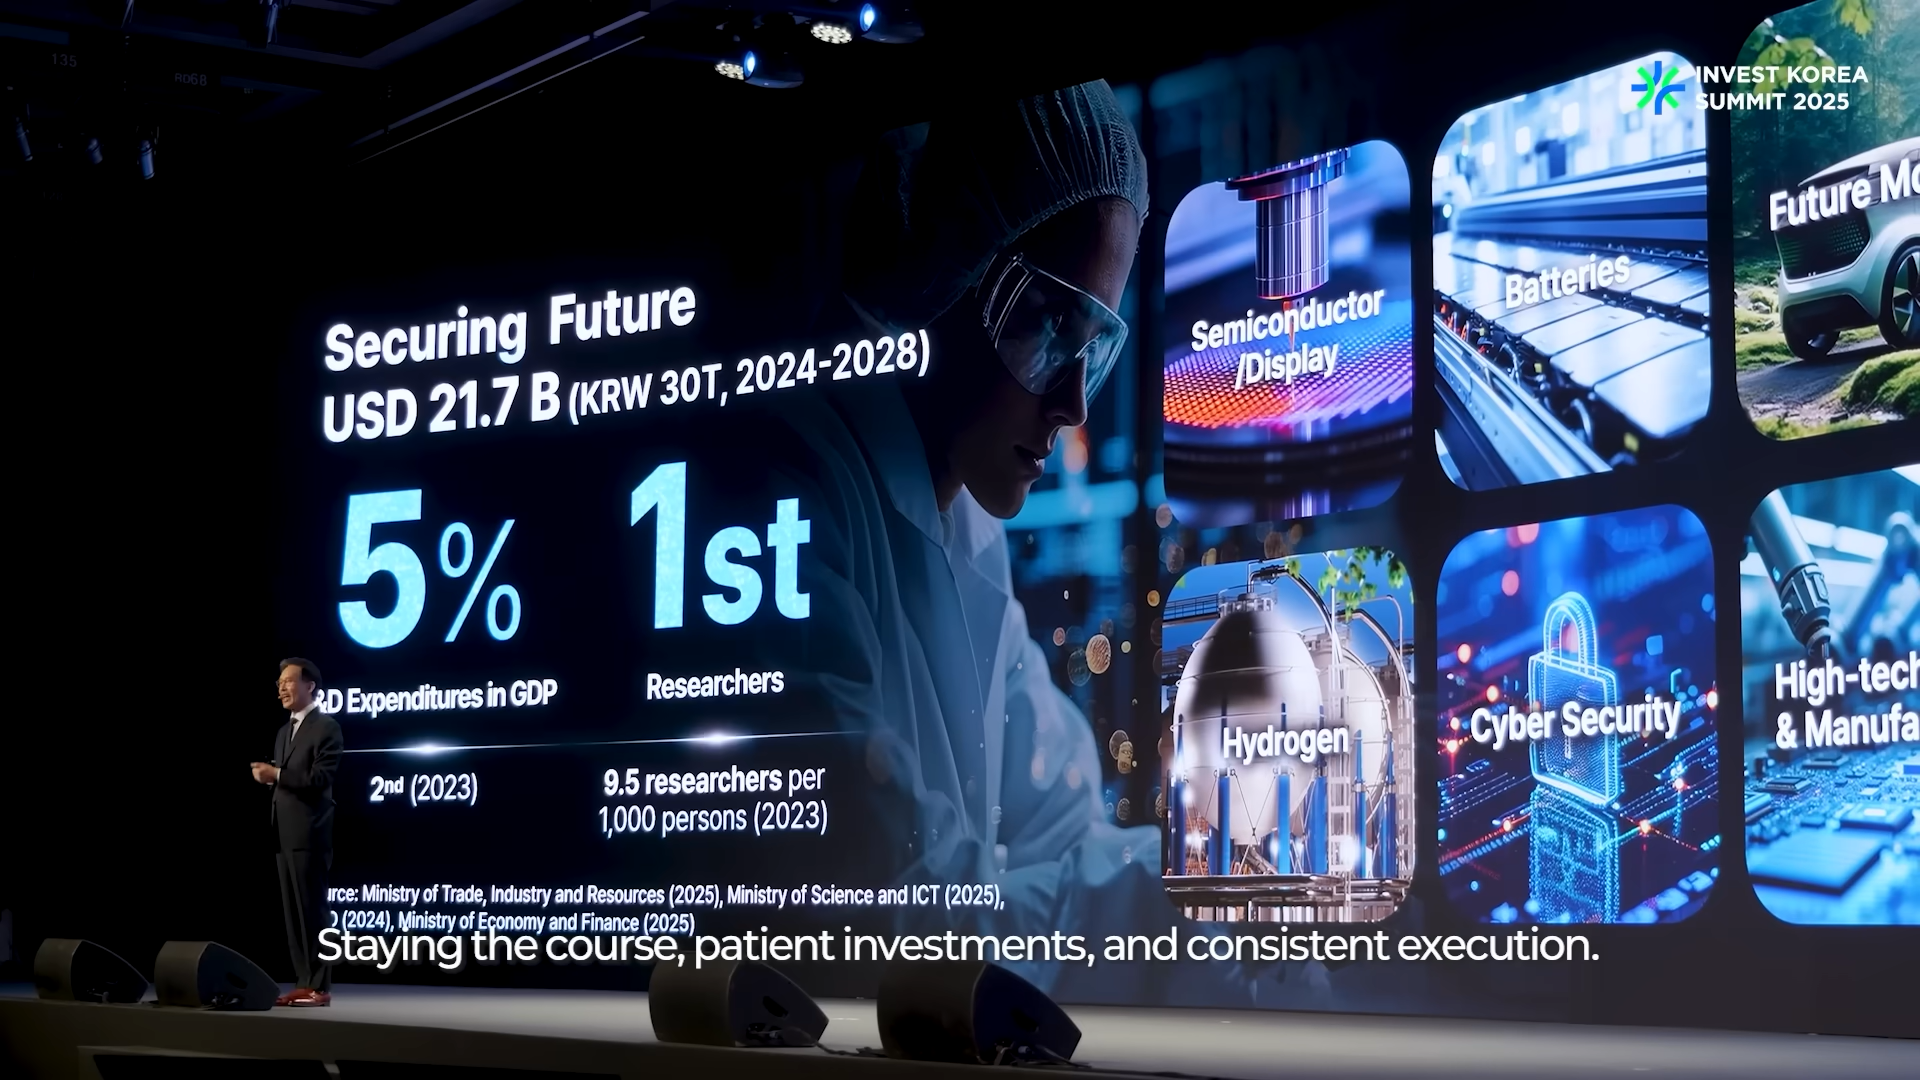 135
R06B
INVEST KOREA
SUMMIT 2025
Securing Future
USD 21.7 B (KRW 30T, 2024-2028)
5%
1st
&D Expenditures in GDP
Researchers
2nd (2023)
9.5 researchers per
1,000 persons (2023)
Semiconductor
/Display
Batteries
Future Mo
Hydrogen
Cyber Security
High-tech
& Manufa
urce: Ministry of Trade, Industry and Resources (2025), Ministry of Science and ICT (2025),
(2024), Ministry of Economy and Finance (2025)
Staying the course, patient investments, and consistent execution.